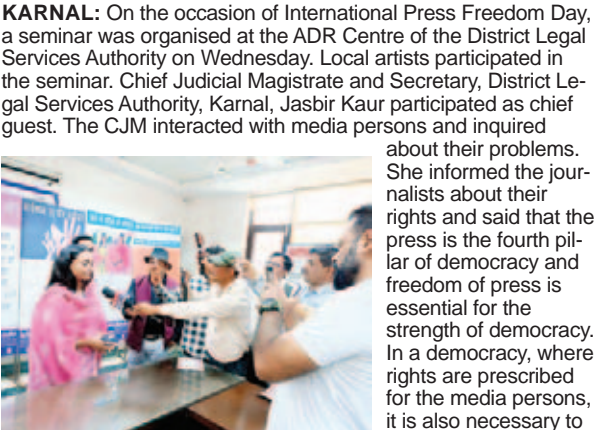 KARNAL: On the occasion of International Press Freedom Day,
a seminar was organised at the ADR Centre of the District Legal
Services Authority on Wednesday. Local artists participated in
the seminar. Chief Judicial Magistrate and Secretary, District Le-
gal Services Authority, Karnal, Jasbir Kaur participated as chief
guest. The CJM interacted with media persons and inquired
about their problems.
She informed the jour-
nalists about their
rights and said that the
press is the fourth pil-
lar of democracy and
freedom of press is
essential for the
strength of democracy.
In a democracy, where
rights are prescribed
for the media persons,
it is also necessary to